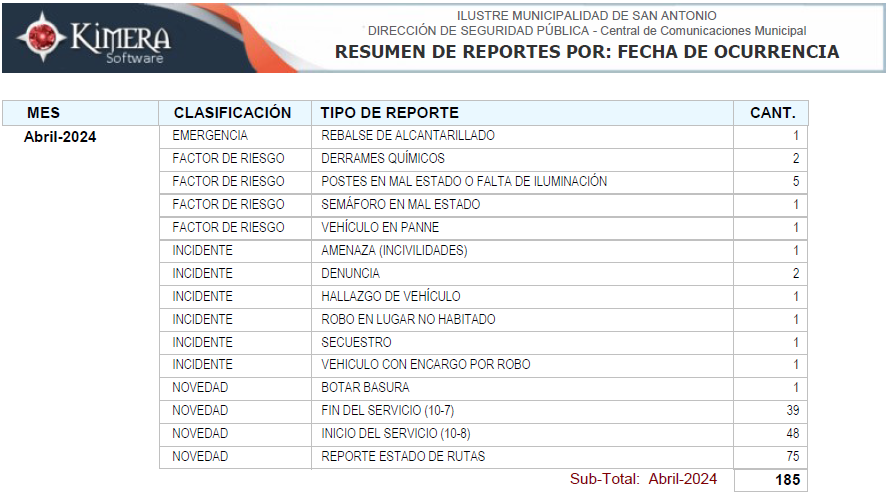 KIMERA
Software
ILUSTRE MUNICIPALIDAD DE SAN ANTONIO
DIRECCIÓN DE SEGURIDAD PÚBLICA - Central de Comunicaciones Municipal
RESUMEN DE REPORTES POR: FECHA DE OCURRENCIA
MES CLASIFICACIÓN TIPO DE REPORTE CANT.
Abril-2024 EMERGENCIA REBALSE DE ALCANTARILLADO 1
FACTOR DE RIESGO DERRAMES QUÍMICOS 2
FACTOR DE RIESGO POSTES EN MAL ESTADO O FALTA DE ILUMINACIÓN 5
FACTOR DE RIESGO SEMÁFORO EN MAL ESTADO 1
FACTOR DE RIESGO VEHÍCULO EN PANNE 1
INCIDENTE AMENAZA (INCIVILIDADES) 1
INCIDENTE DENUNCIA 2
INCIDENTE HALLAZGO DE VEHÍCULO 1
INCIDENTE ROBO EN LUGAR NO HABITADO 1
INCIDENTE SECUESTRO 1
INCIDENTE VEHICULO CON ENCARGO POR ROBO 1
NOVEDAD BOTAR BASURA 1
NOVEDAD FIN DEL SERVICIO (10-7) 39
NOVEDAD INICIO DEL SERVICIO (10-8) 48
NOVEDAD REPORTE ESTADO DE RUTAS 75
Sub-Total: Abril-2024 185